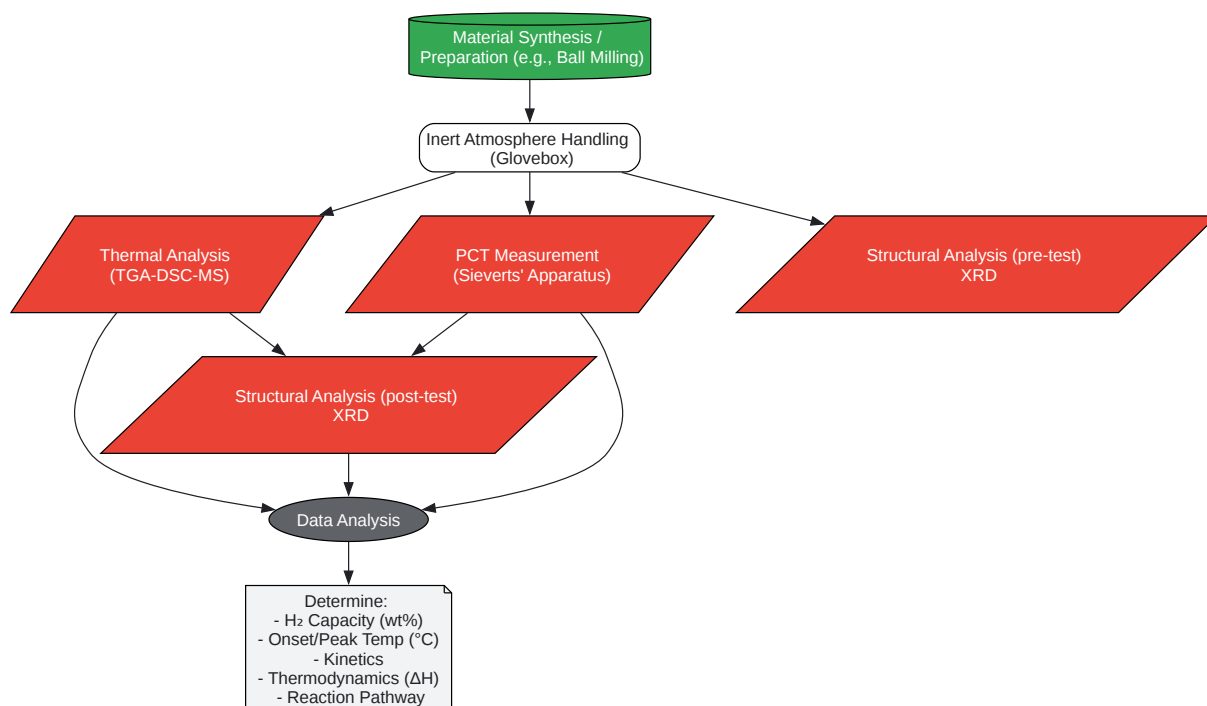 Material Synthesis /
Preparation (e.g., Ball Milling)
Inert Atmosphere Handling
(Glovebox)
Thermal Analysis
(TGA-DSC-MS)
PCT Measurement
(Sieverts' Apparatus)
Structural Analysis (pre-test)
XRD
Structural Analysis (post-test)
XRD
Data Analysis
Determine:
- H₂ Capacity (wt%)
- Onset/Peak Temp (°C)
- Kinetics
- Thermodynamics (ΔH)
- Reaction Pathway